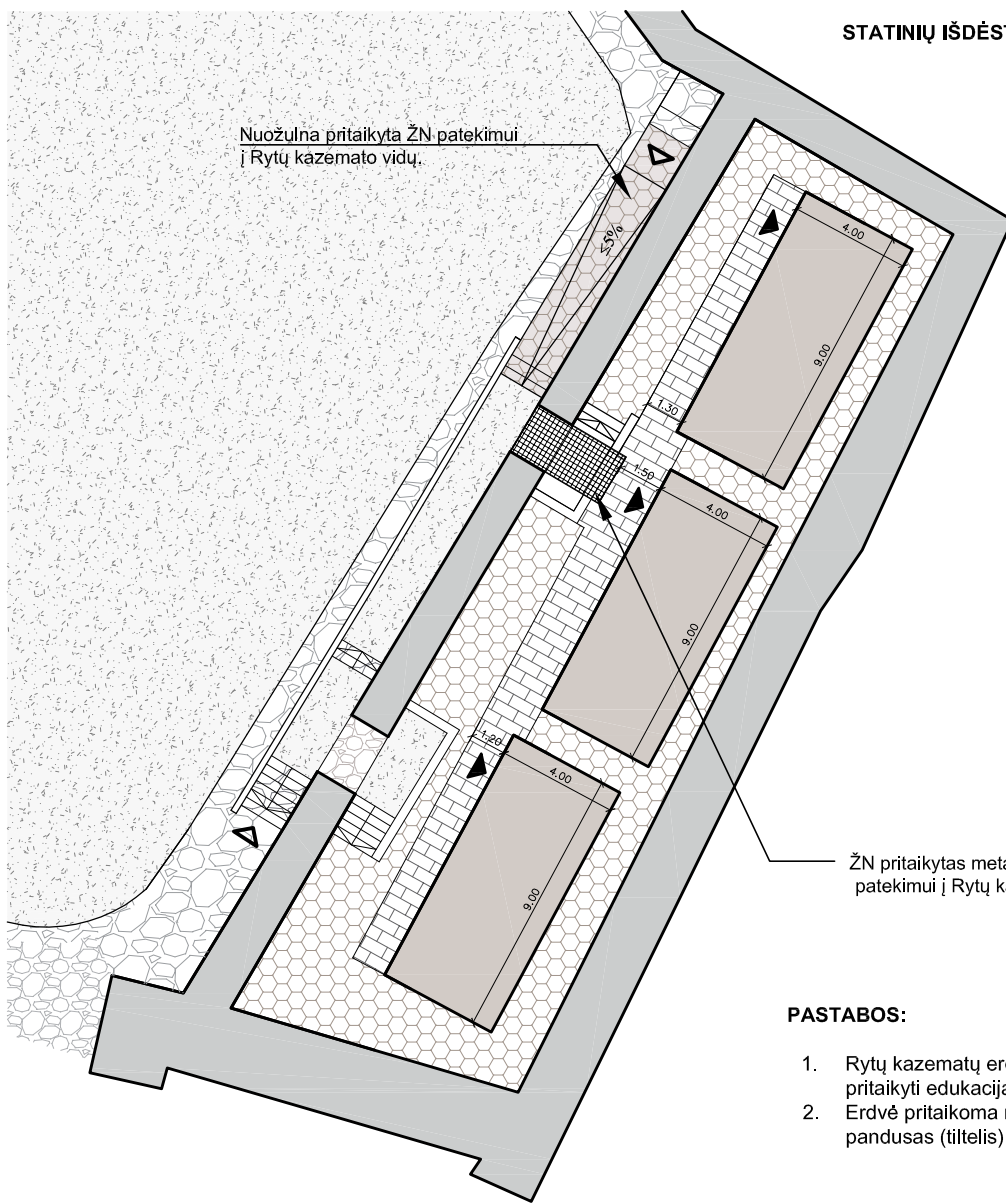 STATINIŲ IŠDĖST
Nuožulna pritaikyta ŽN patekimui
į Rytų kazemato vidų.
<5%
4.00
9.00
1.30
1.50
4.00
9.00
1.20
4.00
9.00
ŽN pritaikytas meta
patekimui į Rytų ka
PASTABOS:
1. Rytų kazematų erd
pritaikyti edukacija
2. Erdvė pritaikoma n
pandusas (tiltelis)